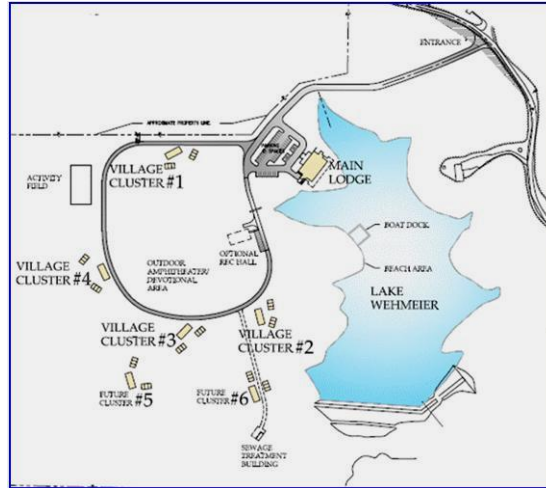 ENTRANCE
APPROXIMATE PROPERTY LINE
PARKING
SPACES
MAIN
LODGE
VILLAGE
CLUSTER #1
ACTIVITY
FIELD
BOAT DOCK
OPTIONAL
REC HALL
VILLAGE
CLUSTER #4
OUTDOOR
AMPHITHEATER/
DEVOTIONAL
AREA
BEACH AREA
LAKE
WEHMEIER
VILLAGE
CLUSTER #3
VILLAGE
CLUSTER #2
FUTURE
CLUSTER #5
FUTURE
CLUSTER #6
SEWAGE
TREATMENT
BUILDING